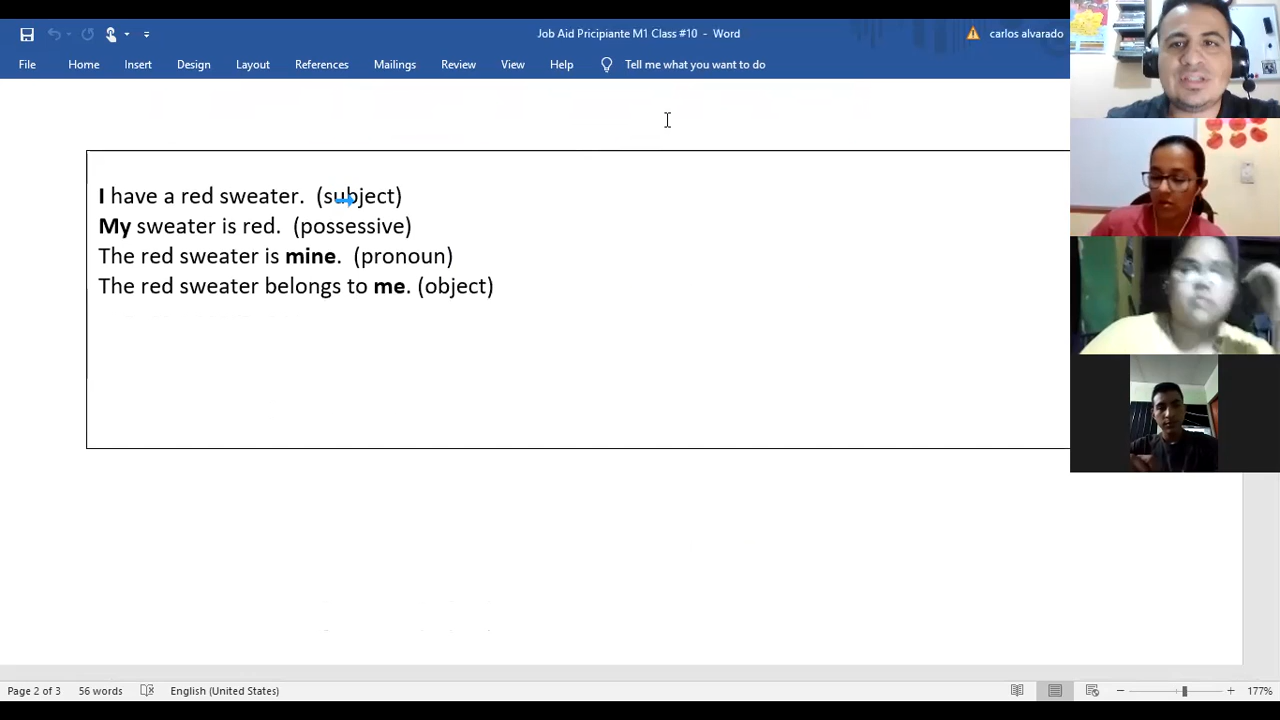 Job Aid Pricipiante M1 Class #10 - Word
carlos alvarado
File Home Insert Design Layout References Mailings Review View Help Tell me what you want to do
I have a red sweater. (subject)
My sweater is red. (possessive)
The red sweater is mine. (pronoun)
The red sweater belongs to me. (object)
Page 2 of 3 56 words English (United States) 177%